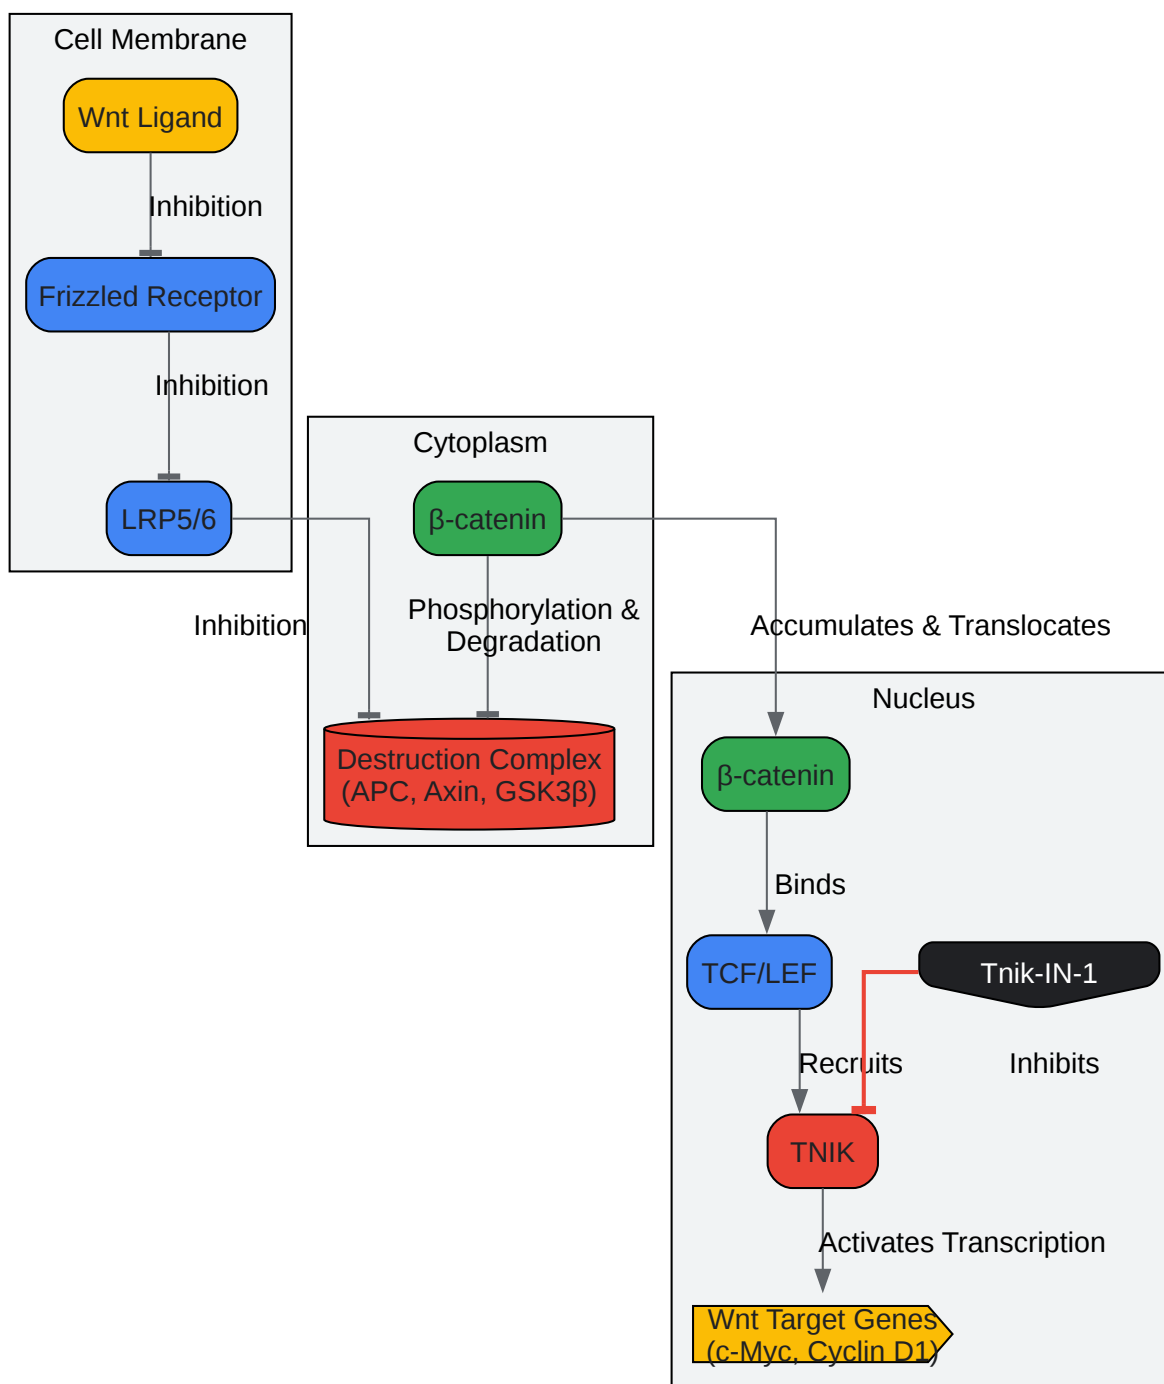 Cell Membrane
Wnt Ligand
Inhibition
Frizzled Receptor
Inhibition
LRP5/6
Inhibition
Cytoplasm
β-catenin
Phosphorylation &
Degradation
Destruction Complex
(APC, Axin, GSK3β)
Accumulates & Translocates
Nucleus
β-catenin
Binds
TCF/LEF
Tnik-IN-1
Recruits
Inhibits
TNIK
Activates Transcription
Wnt Target Genes
(c-Myc, Cyclin D1)